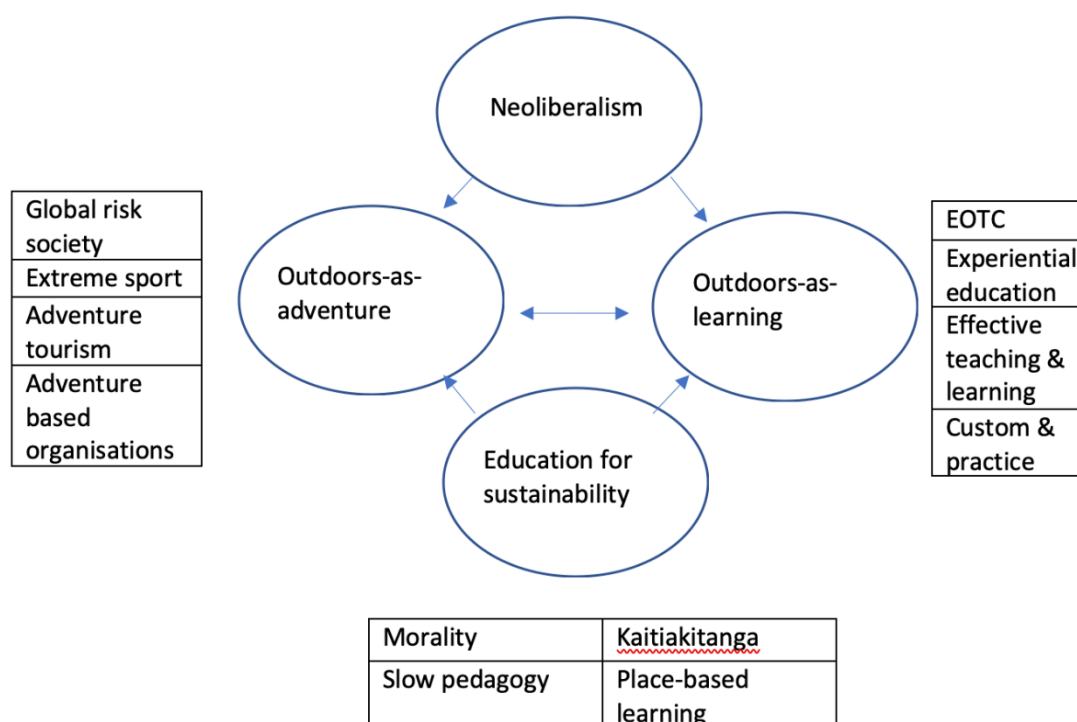 Neoliberalism
Global risk
society
Extreme sport
Adventure
tourism
Adventure
based
organisations
Outdoors-as-
adventure
Outdoors-as-
learning
EOTC
Experiential
education
Effective
teaching &
learning
Custom &
practice
Education for
sustainability
Morality
Kaitiakitanga
Slow pedagogy
Place-based
learning